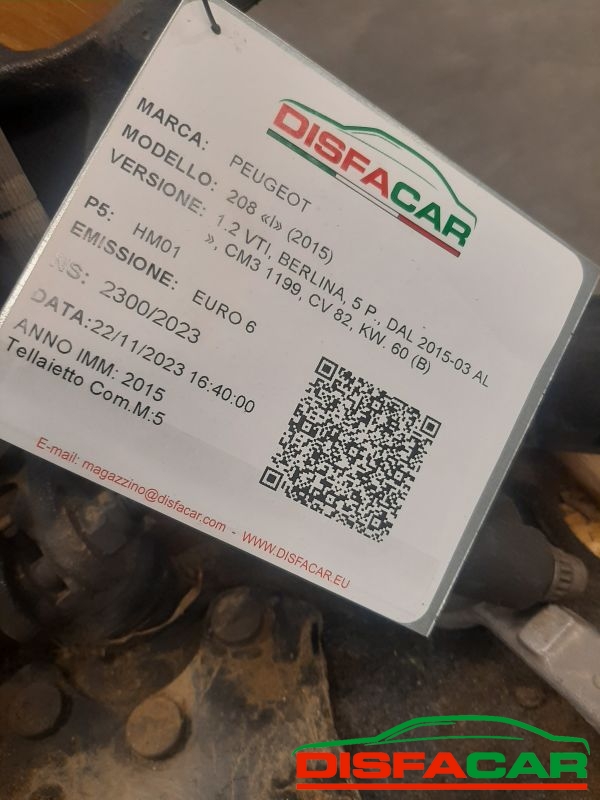 DISFACAR
MARCA: PEUGEOT
MODELLO: 208 «I» (2015)
VERSIONE: 1.2 VTI, BERLINA, 5 P., DAL 2015-03 AL
», CM3 1199, CV 82, KW. 60 (B)
P5: HM01
EMISSIONE: EURO 6
NS: 2300/2023
DATA:22/11/2023 16:40:00
ANNO IMM: 2015
Tellaietto Com.M:5
E-mail: magazzino@disfacar.com - WWW.DISFACAR.EU
DISFACAR